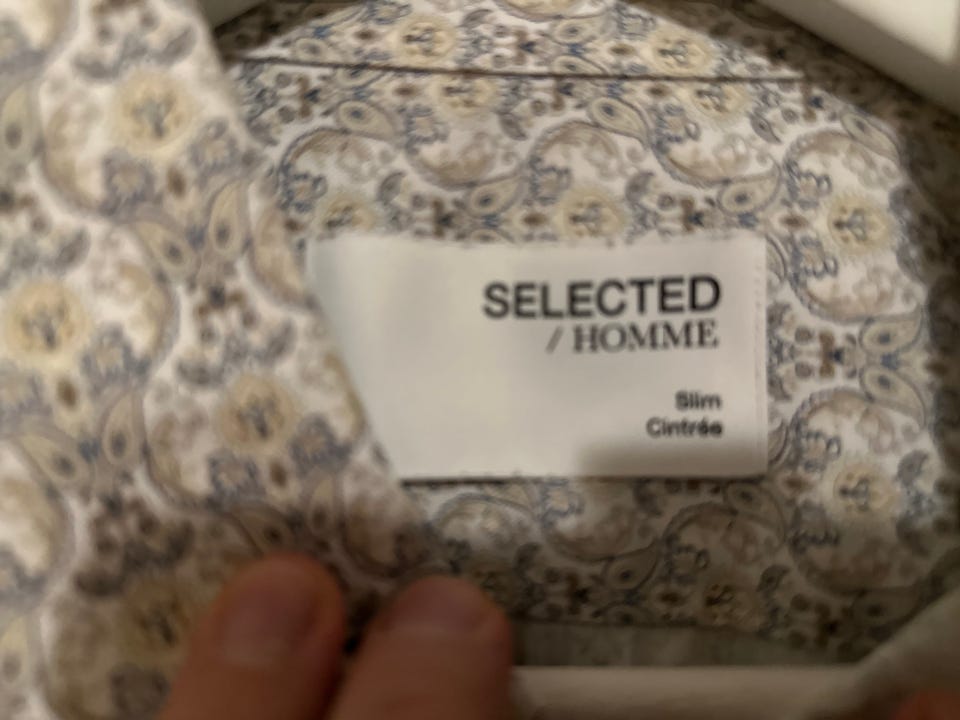 SELECTED
/ HOMME
Slim
Cintrée